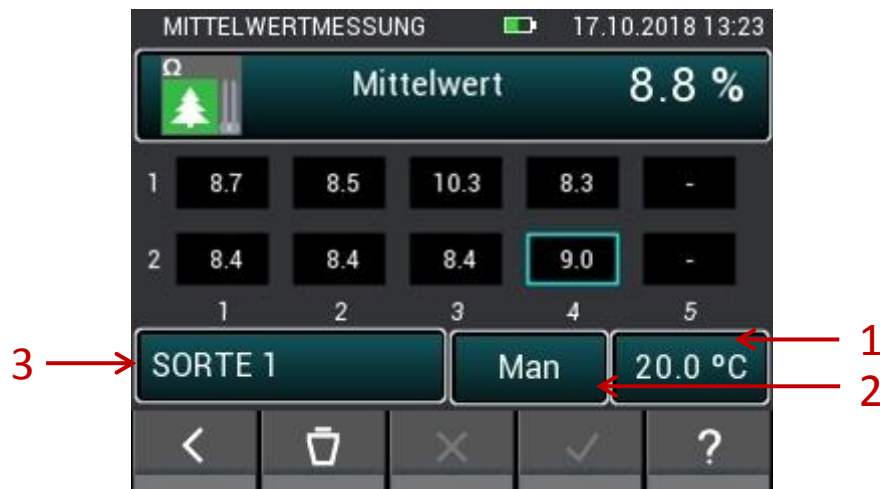 MITTELWERTMESSUNG 17.10.2018 13:23
Ω
Mittelwert 8.8 %
1 8.7 8.5 10.3 8.3 -
2 8.4 8.4 8.4 9.0 -
1 2 3 4 5
3 SORTE 1 Man 20.0 ºC 1
2
?